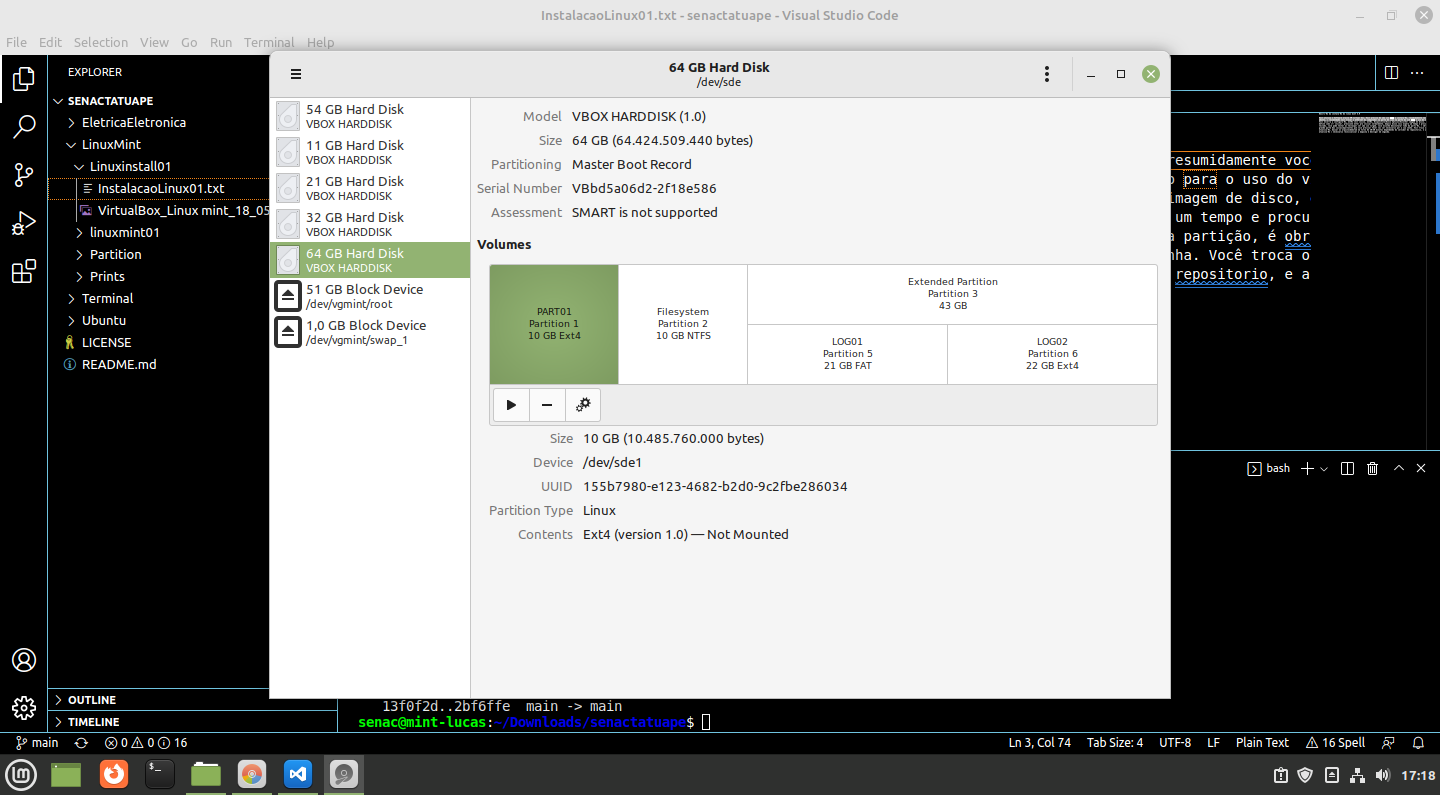 InstalacaoLinux01.txt - senactatuape - Visual Studio Code
File Edit Selection View Go Run Terminal Help
EXPLORER
SENACTATUAPE
EletricaEletronica
LinuxMint
Linuxinstall01
InstalacaoLinux01.txt
VirtualBox_Linux mint_18_05
linuxmint01
Partition
Prints
Terminal
Ubuntu
LICENSE
README.md
OUTLINE
TIMELINE
64 GB Hard Disk
/dev/sde
54 GB Hard Disk
VBOX HARDDISK
11 GB Hard Disk
VBOX HARDDISK
21 GB Hard Disk
VBOX HARDDISK
32 GB Hard Disk
VBOX HARDDISK
64 GB Hard Disk
VBOX HARDDISK
51 GB Block Device
/dev/vgmint/root
1,0 GB Block Device
/dev/vgmint/swap_1
Model VBOX HARDDISK (1.0)
Size 64 GB (64.424.509.440 bytes)
Partitioning Master Boot Record
Serial Number VBbd5a06d2-2f18e586
Assessment SMART is not supported
Volumes
PART01
Partition 1
10 GB Ext4
Filesystem
Partition 2
10 GB NTFS
Extended Partition
Partition 3
43 GB
LOG01
Partition 5
21 GB FAT
LOG02
Partition 6
22 GB Ext4
Size 10 GB (10.485.760.000 bytes)
Device /dev/sde1
UUID 155b7980-e123-4682-b2d0-9c2fbe286034
Partition Type Linux
Contents Ext4 (version 1.0) — Not Mounted
resumidamente voc
para o uso do v
imagem de disco,
um tempo e procu
a partição, é obr
nha. Você troca o
repositorio, e a
bash
13f0f2d..2bf6ffe main -> main
senac@mint-lucas:~/Downloads/senactatuape$
main 0 0 16 Ln 3, Col 74 Tab Size: 4 UTF-8 LF Plain Text 16 Spell
17:18